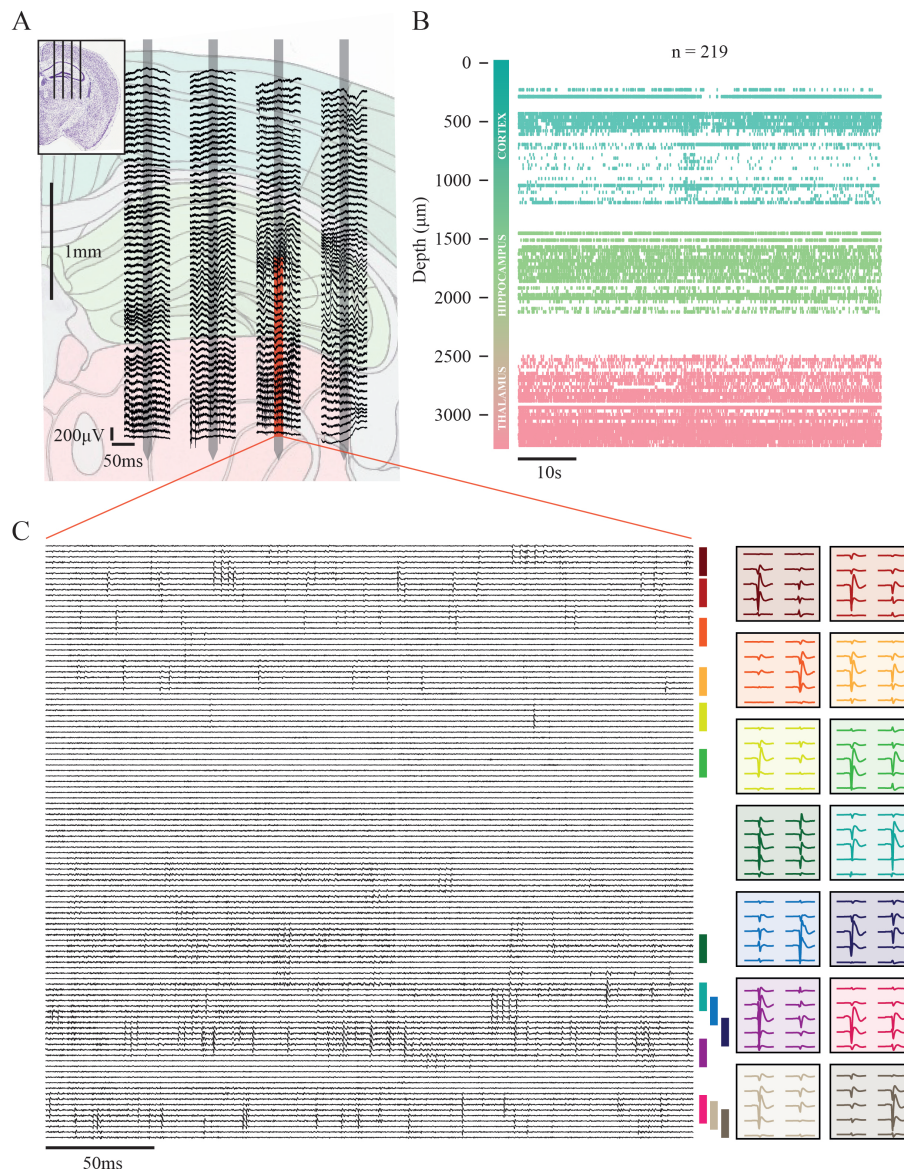 A
1mm
200μV
50ms
B
n = 219
0
500
1000
1500
2000
2500
3000
Depth (μm)
CORTEX
HIPPOCAMPUS
THALAMUS
10s
C
50ms